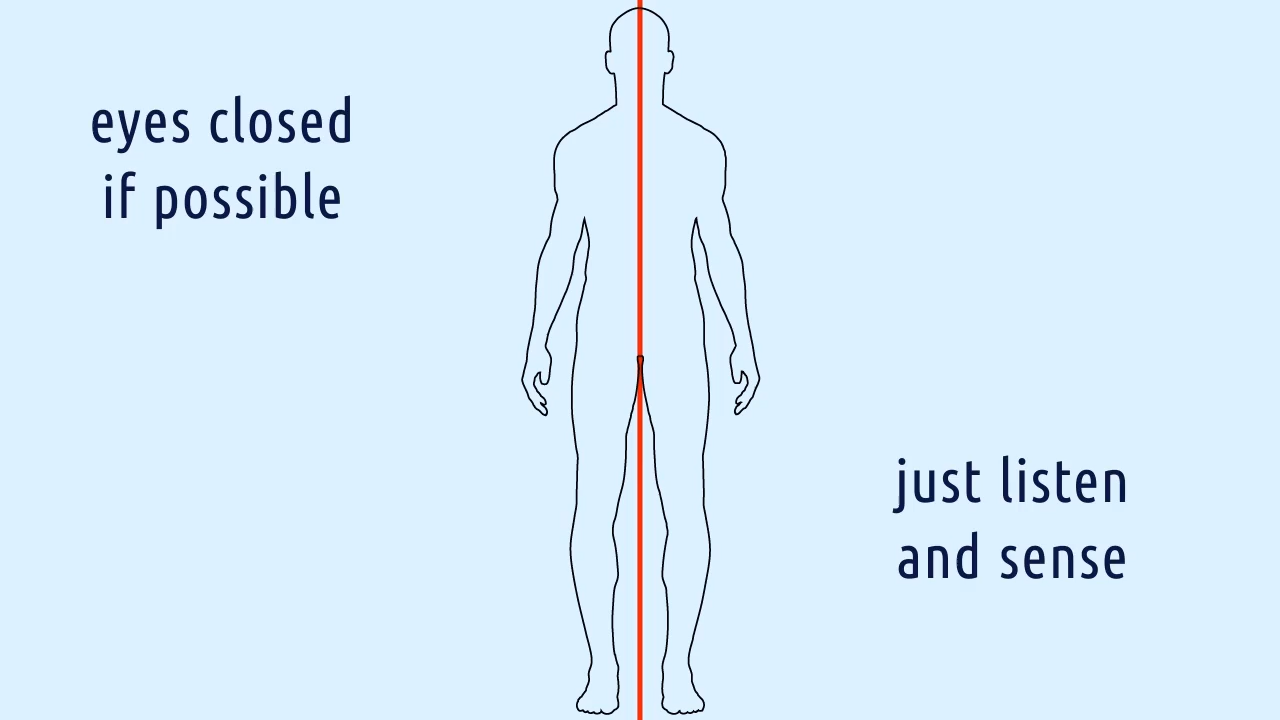 eyes closed
if possible
just listen
and sense